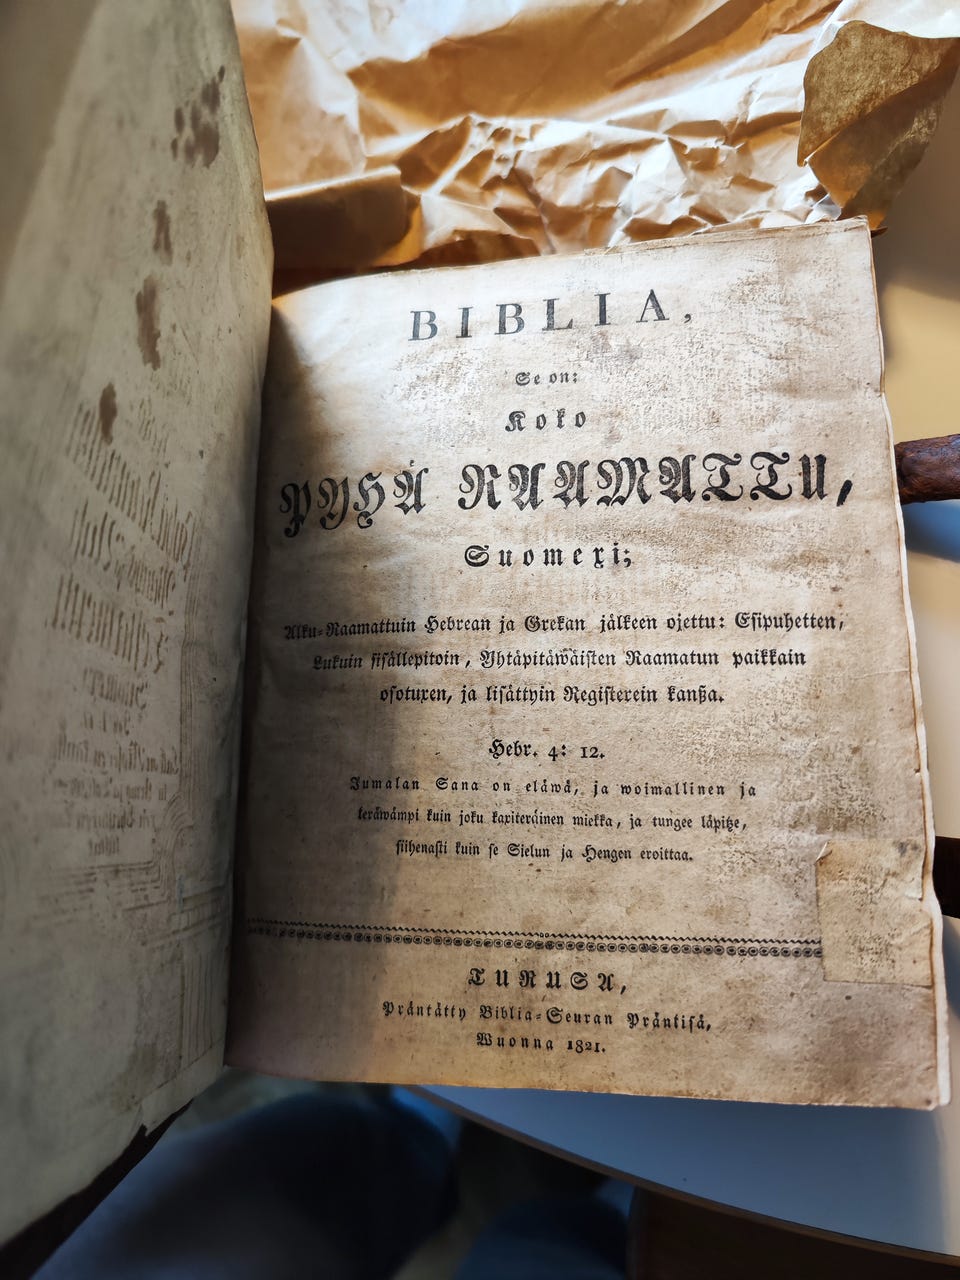 BIBLIA,
Se on:
Koko
PYHÄ RAAMATTU,
Suomexi;
Alku-Raamattuin Hebrean ja Grekan jälkeen ojettu: Esipuhetten,
Lukuin sisällepitoin, Yhtäpitäwäisten Raamatun paikkain
osotuxen, ja lisättyin Registerein kanßa.
Hebr. 4: 12.
Jumalan Sana on eläwä, ja woimallinen ja
teräwämpi kuin joku kaxiteräinen miekka, ja tungee läpitze,
siihenasti kuin se Sielun ja Hengen eroittaa.
TURUSA,
Präntätty Biblia-Seuran Präntisä,
Wuonna 1821.